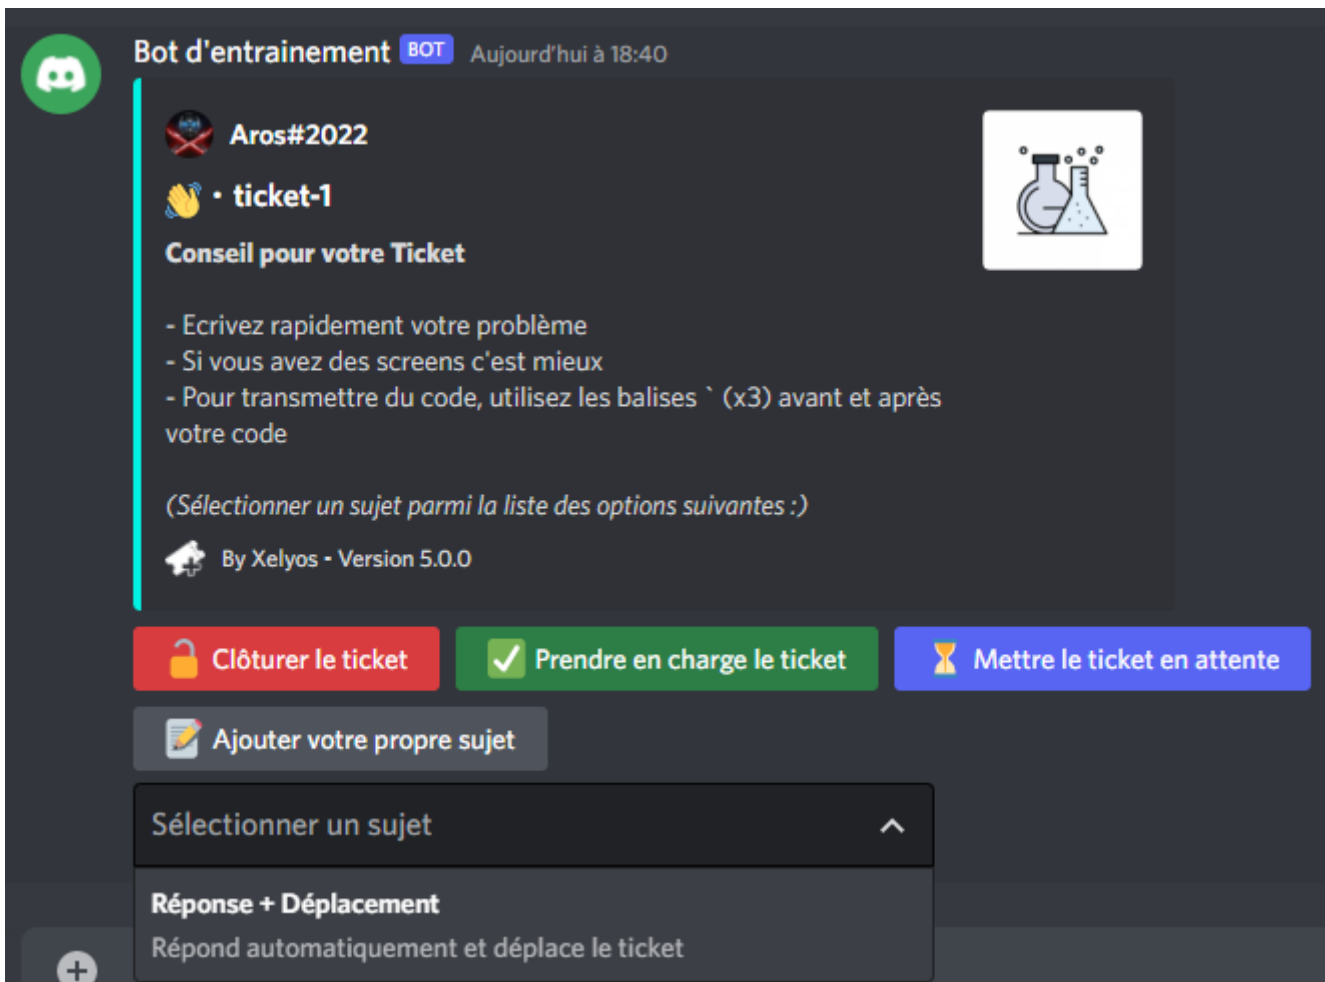 Bot d'entrainement BOT Aujourd'hui à 18:40
Aros#2022
👋 · ticket-1
Conseil pour votre Ticket
- Ecrivez rapidement votre problème
- Si vous avez des screens c'est mieux
- Pour transmettre du code, utilisez les balises ` (x3) avant et après
votre code
(Sélectionner un sujet parmi la liste des options suivantes :)
By Xelyos - Version 5.0.0
Clôturer le ticket
Prendre en charge le ticket
Mettre le ticket en attente
Ajouter votre propre sujet
Sélectionner un sujet
Réponse + Déplacement
Répond automatiquement et déplace le ticket